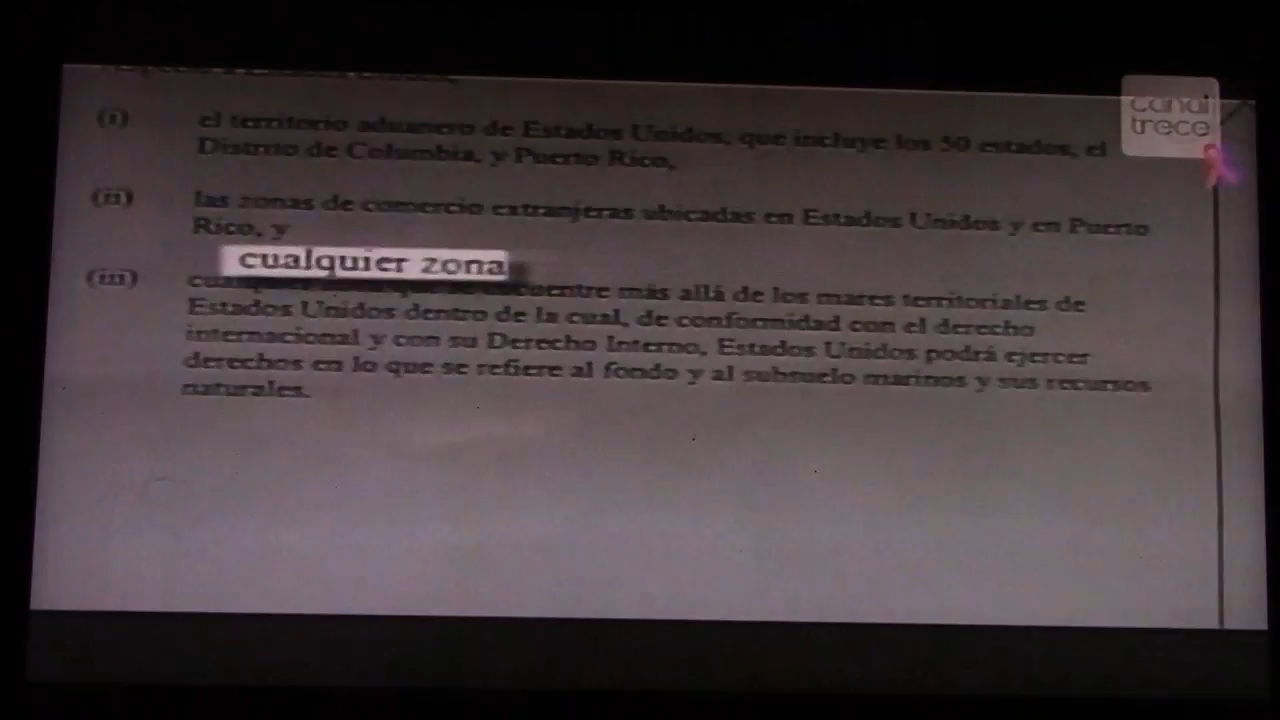 canal
trece
(i) el territorio aduanero de Estados Unidos, que incluye los 50 estados, el
Distrito de Columbia, y Puerto Rico,
(ii) las zonas de comercio extranjeras ubicadas en Estados Unidos y en Puerto
Rico, y
cualquier zona
(iii) se encuentre más allá de los mares territoriales de
Estados Unidos dentro de la cual, de conformidad con el derecho
internacional y con su Derecho Interno, Estados Unidos podrá ejercer
derechos en lo que se refiere al fondo y al subsuelo marinos y sus recursos
naturales.